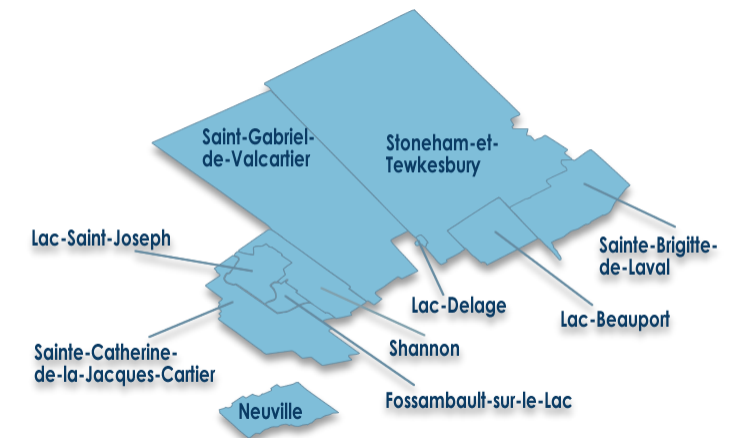 Saint-Gabriel-
de-Valcartier
Stoneham-et-
Tewkesbury
Lac-Saint-Joseph
Sainte-Brigitte-
de-Laval
Lac-Delage
Lac-Beauport
Shannon
Sainte-Catherine-
de-la-Jacques-Cartier
Fossambault-sur-le-Lac
Neuville